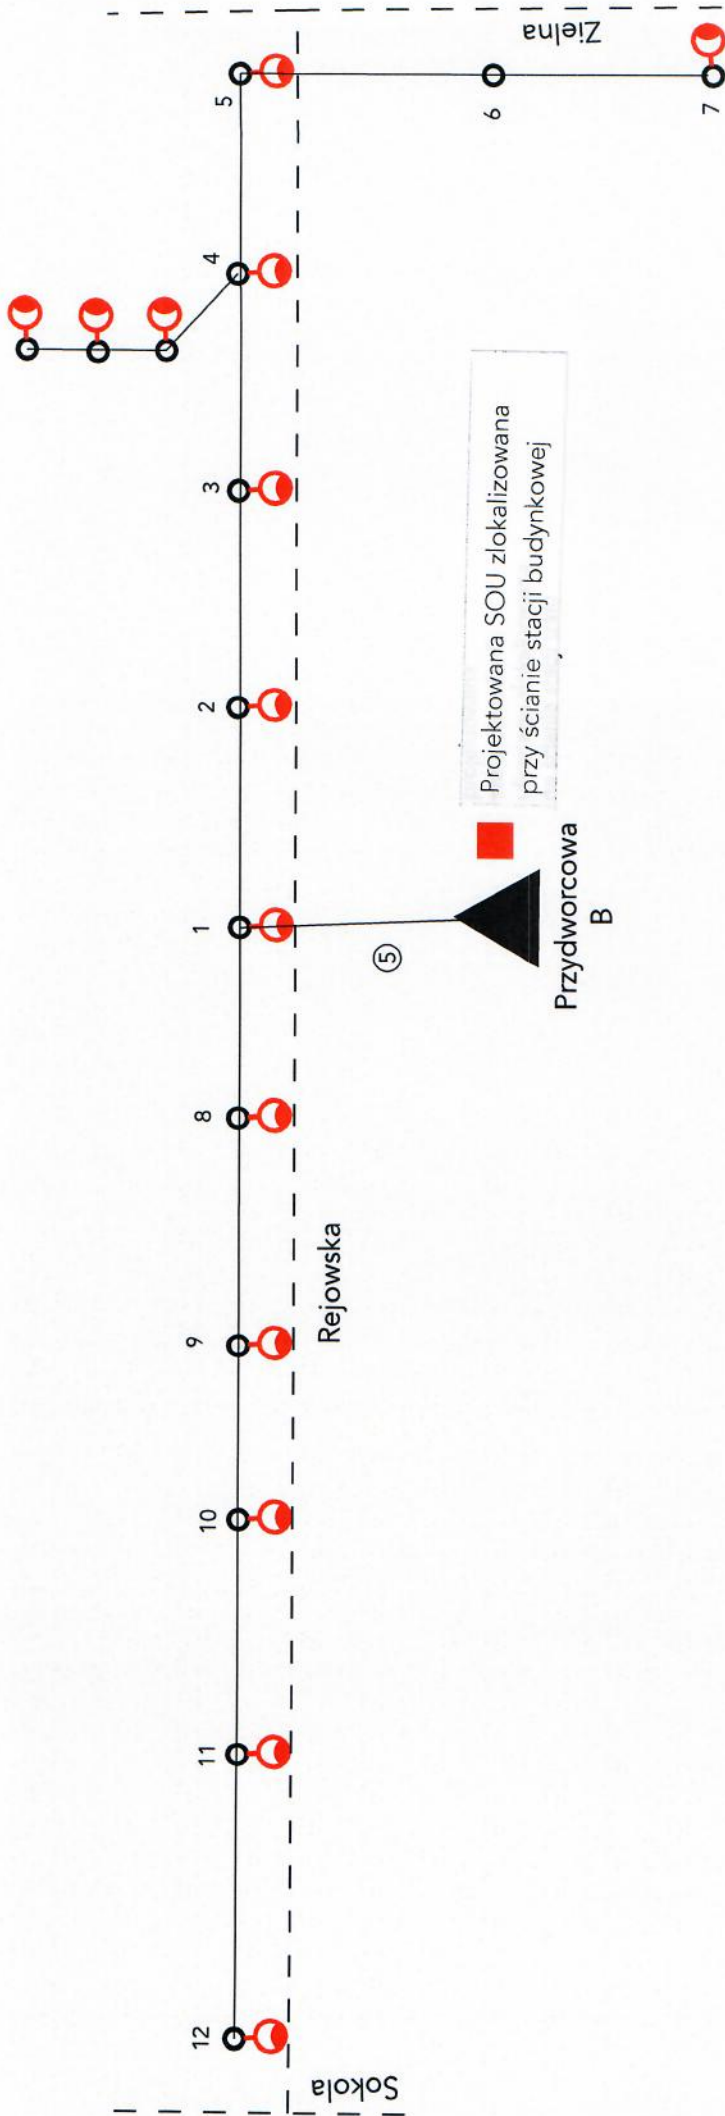 5
4
3
2
1
8
9
10
11
12
6
7
Zielna
Rejowska
Sokola
5
Projektowana SOU zlokalizowana
przy ścianie stacji budynkowej
Przydworcowa
B